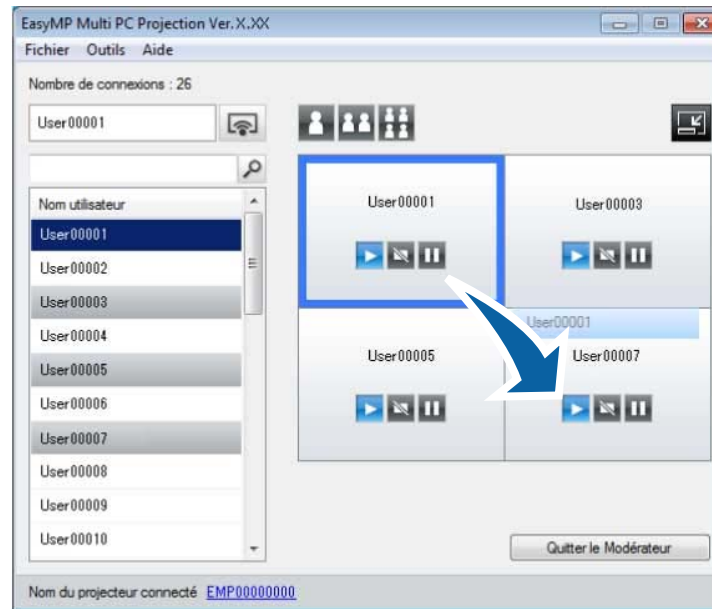 EasyMP Multi PC Projection Ver.X.XX
Fichier Outils Aide
Nombre de connexions : 26
User00001
Nom utilisateur
User00001
User00002
User00003
User00004
User00005
User00006
User00007
User00008
User00009
User00010
User00001
User00003
User00001
User00005
User00007
Quitter le Modérateur
Nom du projecteur connecté EMP00000000